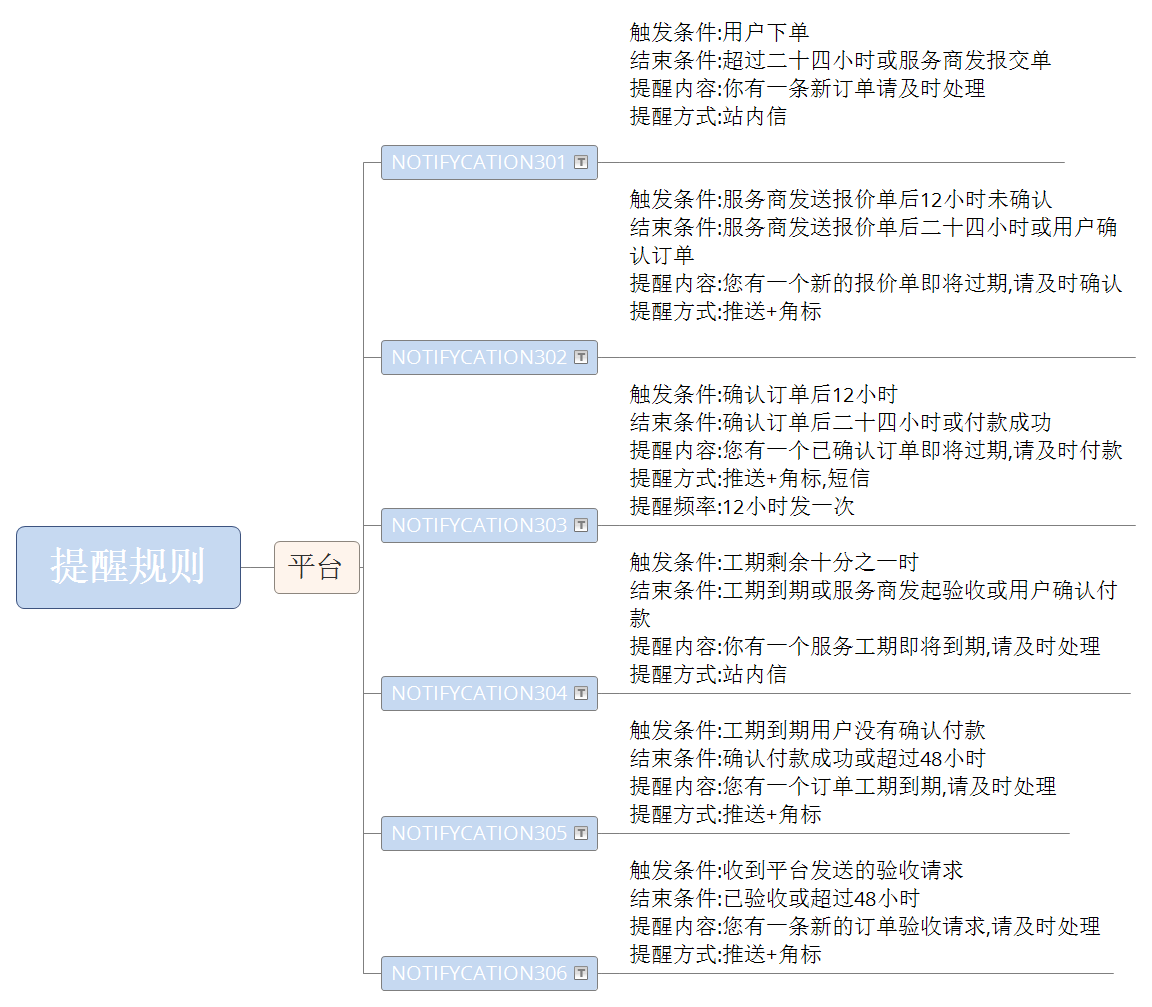 触发条件:用户下单
结束条件:超过二十四小时或服务商发报交单
提醒内容:你有一条新订单请及时处理
提醒方式:站内信
NOTIFYCATION301
触发条件:服务商发送报价单后12小时未确认
结束条件:服务商发送报价单后二十四小时或用户确
认订单
提醒内容:您有一个新的报价单即将过期,请及时确认
提醒方式:推送+角标
NOTIFYCATION302
触发条件:确认订单后12小时
结束条件:确认订单后二十四小时或付款成功
提醒内容:您有一个已确认订单即将过期,请及时付款
提醒方式:推送+角标,短信
提醒频率:12小时发一次
NOTIFYCATION303
提醒规则
平台
触发条件:工期剩余十分之一时
结束条件:工期到期或服务商发起验收或用户确认付
款
提醒内容:你有一个服务工期即将到期,请及时处理
提醒方式:站内信
NOTIFYCATION304
触发条件:工期到期用户没有确认付款
结束条件:确认付款成功或超过48小时
提醒内容:您有一个订单工期到期,请及时处理
提醒方式:推送+角标
NOTIFYCATION305
触发条件:收到平台发送的验收请求
结束条件:已验收或超过48小时
提醒内容:您有一条新的订单验收请求,请及时处理
提醒方式:推送+角标
NOTIFYCATION306